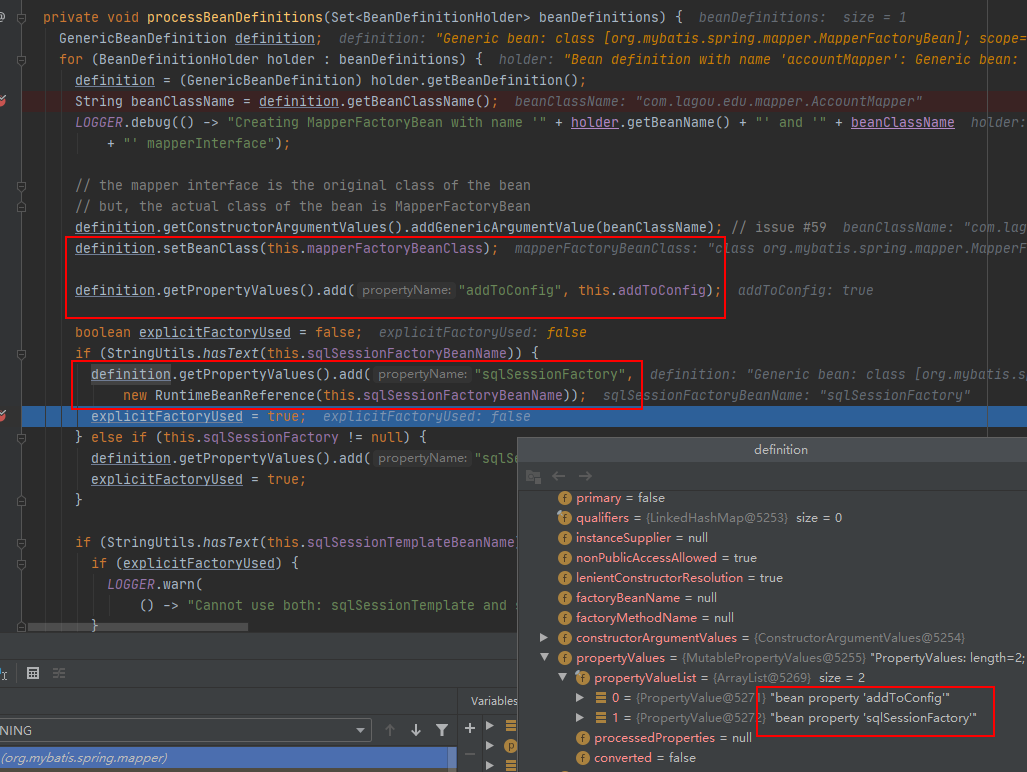 private void processBeanDefinitions(Set<BeanDefinitionHolder> beanDefinitions) { beanDefinitions: size = 1
GenericBeanDefinition definition; definition: "Generic bean: class [org.mybatis.spring.mapper.MapperFactoryBean]; scope=
for (BeanDefinitionHolder holder : beanDefinitions) { holder: "Bean definition with name 'accountMapper': Generic bean:
definition = (GenericBeanDefinition) holder.getBeanDefinition();
String beanClassName = definition.getBeanClassName(); beanClassName: "com.lagou.edu.mapper.AccountMapper"
LOGGER.debug(() -> "Creating MapperFactoryBean with name '" + holder.getBeanName() + "' and '" + beanClassName holder:
+ "' mapperInterface");
// the mapper interface is the original class of the bean
// but, the actual class of the bean is MapperFactoryBean
definition.getConstructorArgumentValues().addGenericArgumentValue(beanClassName); // issue #59 beanClassName: "com.lago
definition.setBeanClass(this.mapperFactoryBeanClass); mapperFactoryBeanClass: "class org.mybatis.spring.mapper.MapperF
definition.getPropertyValues().add( propertyName: "addToConfig", this.addToConfig); addToConfig: true
boolean explicitFactoryUsed = false; explicitFactoryUsed: false
if (StringUtils.hasText(this.sqlSessionFactoryBeanName)) {
definition.getPropertyValues().add( propertyName: "sqlSessionFactory", definition: "Generic bean: class [org.mybatis.sp
new RuntimeBeanReference(this.sqlSessionFactoryBeanName)); sqlSessionFactoryBeanName: "sqlSessionFactory"
explicitFactoryUsed = true; explicitFactoryUsed: false
} else if (this.sqlSessionFactory != null) {
definition.getPropertyValues().add( propertyName: "sqlSe
explicitFactoryUsed = true;
}
if (StringUtils.hasText(this.sqlSessionTemplateBeanName)
if (explicitFactoryUsed) {
LOGGER.warn(
() -> "Cannot use both: sqlSessionTemplate and s
}
definition
primary = false
qualifiers = {LinkedHashMap@5253} size = 0
instanceSupplier = null
nonPublicAccessAllowed = true
lenientConstructorResolution = true
factoryBeanName = null
factoryMethodName = null
constructorArgumentValues = {ConstructorArgumentValues@5254}
propertyValues = {MutablePropertyValues@5255} "PropertyValues: length=2;
propertyValueList = {ArrayList@5269} size = 2
0 = {PropertyValue@5271} "bean property 'addToConfig'"
1 = {PropertyValue@5272} "bean property 'sqlSessionFactory'"
processedProperties = null
converted = false
Variables
NING
(org.mybatis.spring.mapper)